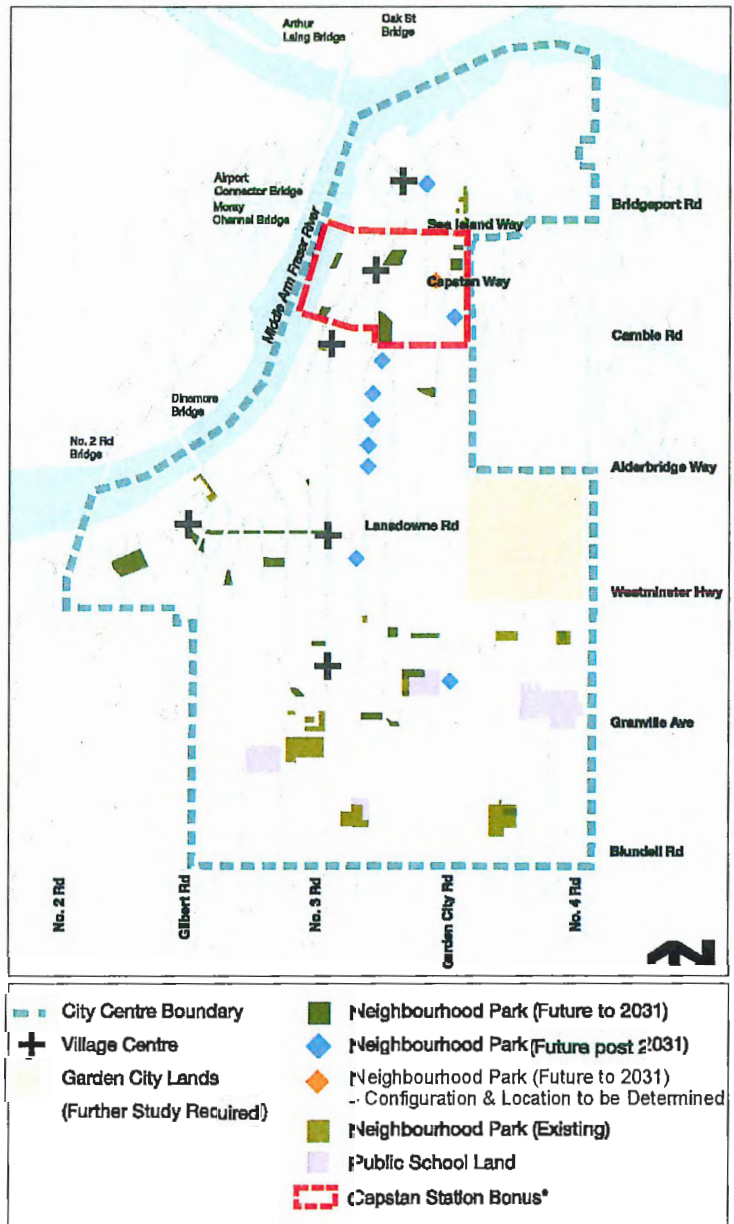 Arthur
Laing Bridge
Oak St
Bridge
Airport
Connector Bridge
Moray
Channel Bridge
Bridgeport Rd
Sea Island Way
Middle Arm Fraser River
Capstan Way
Cambie Rd
Dinsmore
Bridge
No. 2 Rd
Bridge
Alderbridge Way
Lansdowne Rd
Westminster Hwy
Granville Ave
Blundell Rd
No. 2 Rd
Gilbert Rd
No. 3 Rd
Garden City Rd
No. 4 Rd
City Centre Boundary
Village Centre
Garden City Lands
(Further Study Required)
Neighbourhood Park (Future to 2031)
Neighbourhood Park (Future post 2031)
Neighbourhood Park (Future to 2031)
- Configuration & Location to be Determined
Neighbourhood Park (Existing)
Public School Land
Capstan Station Bonus*